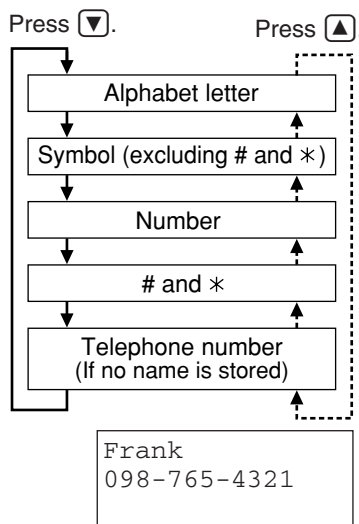 Press ▼.
Press ▲
Alphabet letter
Symbol (excluding # and ✳)
Number
# and ✳
Telephone number
(If no name is stored)
Frank
098-765-4321